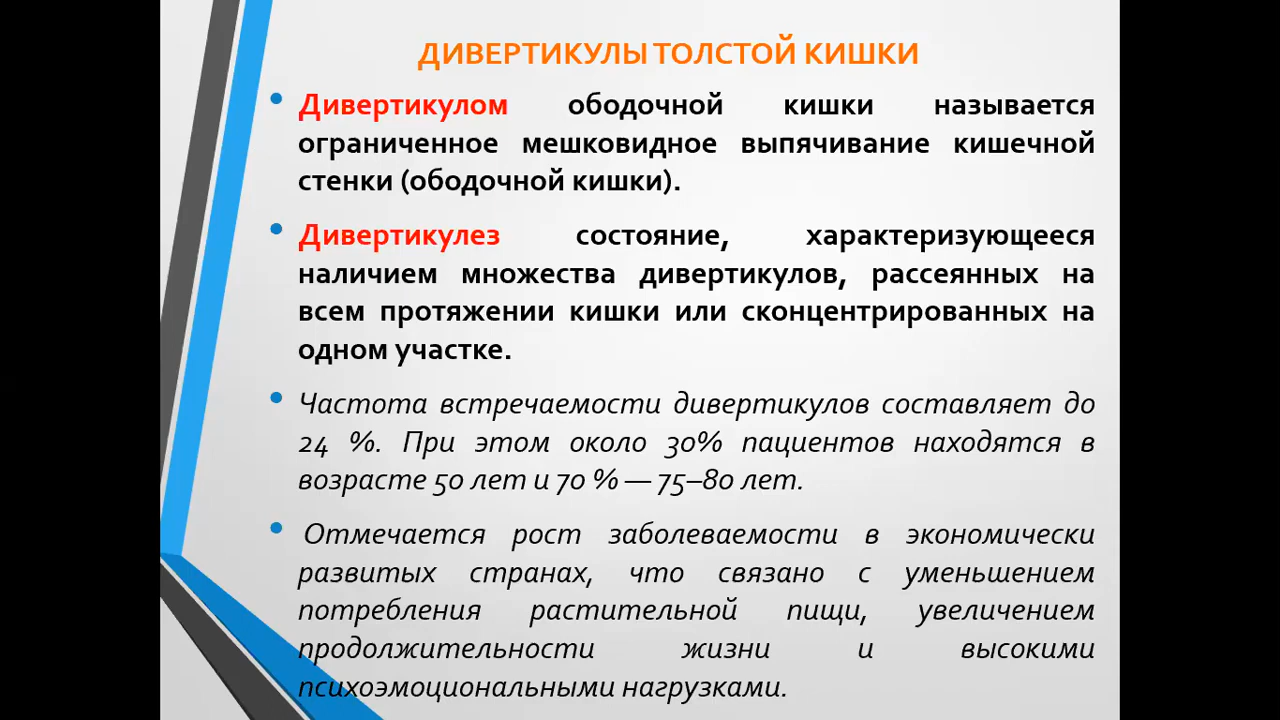 ДИВЕРТИКУЛЫ ТОЛСТОЙ КИШКИ
• Дивертикулом ободочной кишки называется
ограниченное мешковидное выпячивание кишечной
стенки (ободочной кишки).
• Дивертикулез состояние, характеризующееся
наличием множества дивертикулов, рассеянных на
всем протяжении кишки или сконцентрированных на
одном участке.
• Частота встречаемости дивертикулов составляет до
24 %. При этом около 30% пациентов находятся в
возрасте 50 лет и 70 % — 75–80 лет.
• Отмечается рост заболеваемости в экономически
развитых странах, что связано с уменьшением
потребления растительной пищи, увеличением
продолжительности жизни и высокими
психоэмоциональными нагрузками.